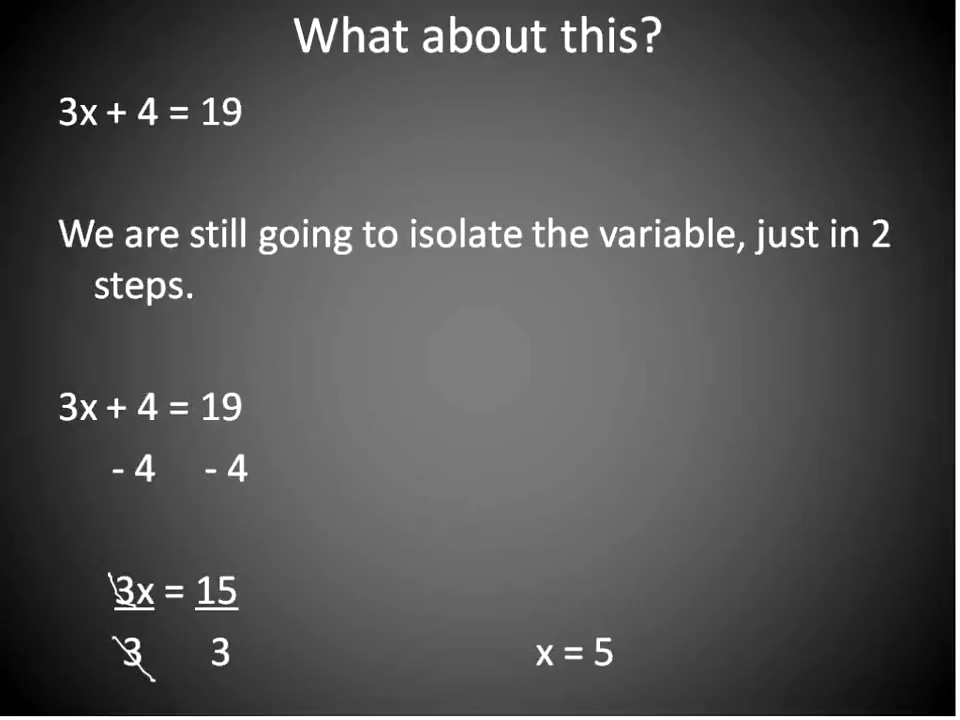 What about this?
3x + 4 = 19
We are still going to isolate the variable, just in 2
steps.
3x + 4 = 19
- 4 - 4
3x = 15
3 3 x = 5